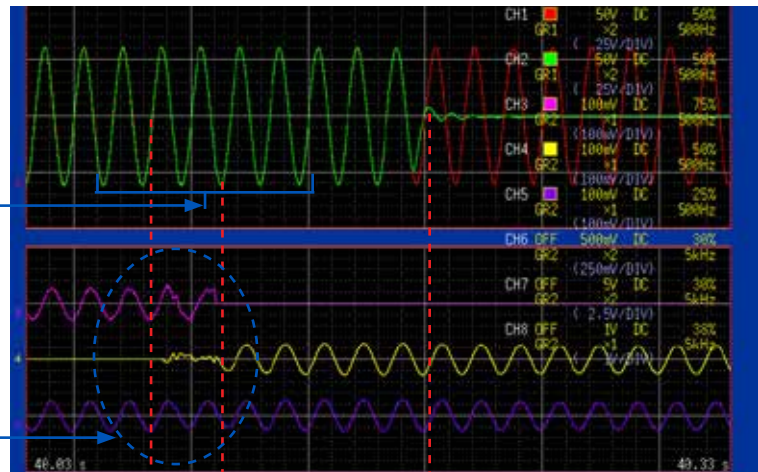 CH1 50V DC 50%
GR1 ×2 500Hz
( 25V/DIV)
CH2 50V DC 50%
GR1 ×2 500Hz
( 25V/DIV)
CH3 100mV DC 75%
GR2 ×1 500Hz
(100mV/DIV)
CH4 100mV DC 50%
GR2 ×1 500Hz
(100mV/DIV)
CH5 100mV DC 25%
GR2 ×1 500Hz
(100mV/DIV)
CH6 OFF 500mV DC 30%
GR2 ×2 5kHz
(250mV/DIV)
CH7 OFF 5V DC 30%
GR2 ×2 5kHz
( 2.5V/DIV)
CH8 OFF 1V DC 38%
GR2 ×1 5kHz
4
40.03 s
40.33 s